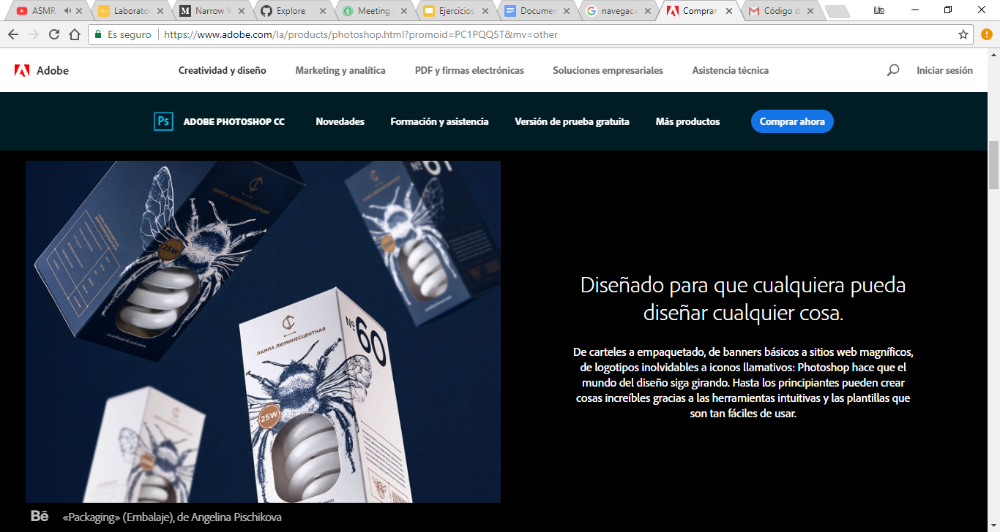 ASMR
Laborato
Narrow Y
Explore
Meeting
Ejercicios
Documen
navegaci
Comprar
Código d
Es seguro
https://www.adobe.com/la/products/photoshop.html?promoid=PC1PQQ5T&mv=other
Adobe
Creatividad y diseño
Marketing y analítica
PDF y firmas electrónicas
Soluciones empresariales
Asistencia técnica
Iniciar sesión
Ps
ADOBE PHOTOSHOP CC
Novedades
Formación y asistencia
Versión de prueba gratuita
Más productos
Comprar ahora
ЛАМПА ЛЮМИНЕСЦЕНТНАЯ
25W
№ 61
ЛАМПА ЛЮМИНЕСЦЕНТНАЯ
№ 60
25W
Diseñado para que cualquiera pueda
diseñar cualquier cosa.
De carteles a empaquetado, de banners básicos a sitios web magníficos,
de logotipos inolvidables a iconos llamativos: Photoshop hace que el
mundo del diseño siga girando. Hasta los principiantes pueden crear
cosas increíbles gracias a las herramientas intuitivas y las plantillas que
son tan fáciles de usar.
Bē
«Packaging» (Embalaje), de Angelina Pischikova